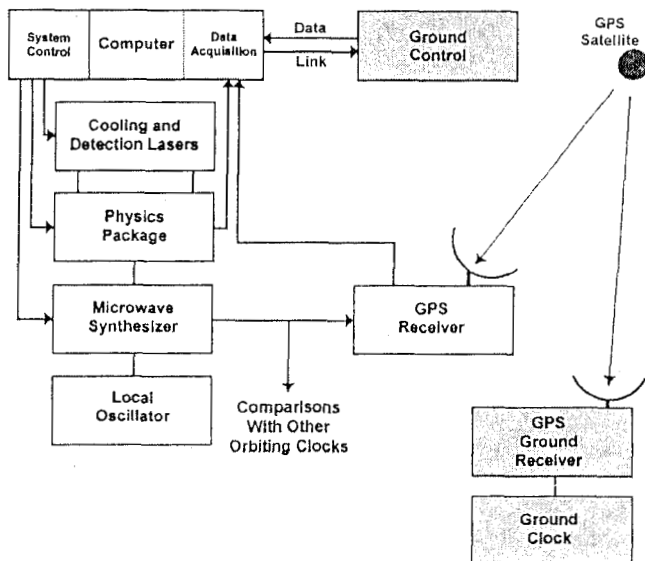 System
Control
Computer
Data
Acquisition
Data
Link
Ground
Control
GPS
Satellite
Cooling and
Detection Lasers
Physics
Package
Microwave
Synthesizer
GPS
Receiver
Local
Oscillator
Comparisons
With Other
Orbiting Clocks
GPS
Ground
Receiver
Ground
Clock